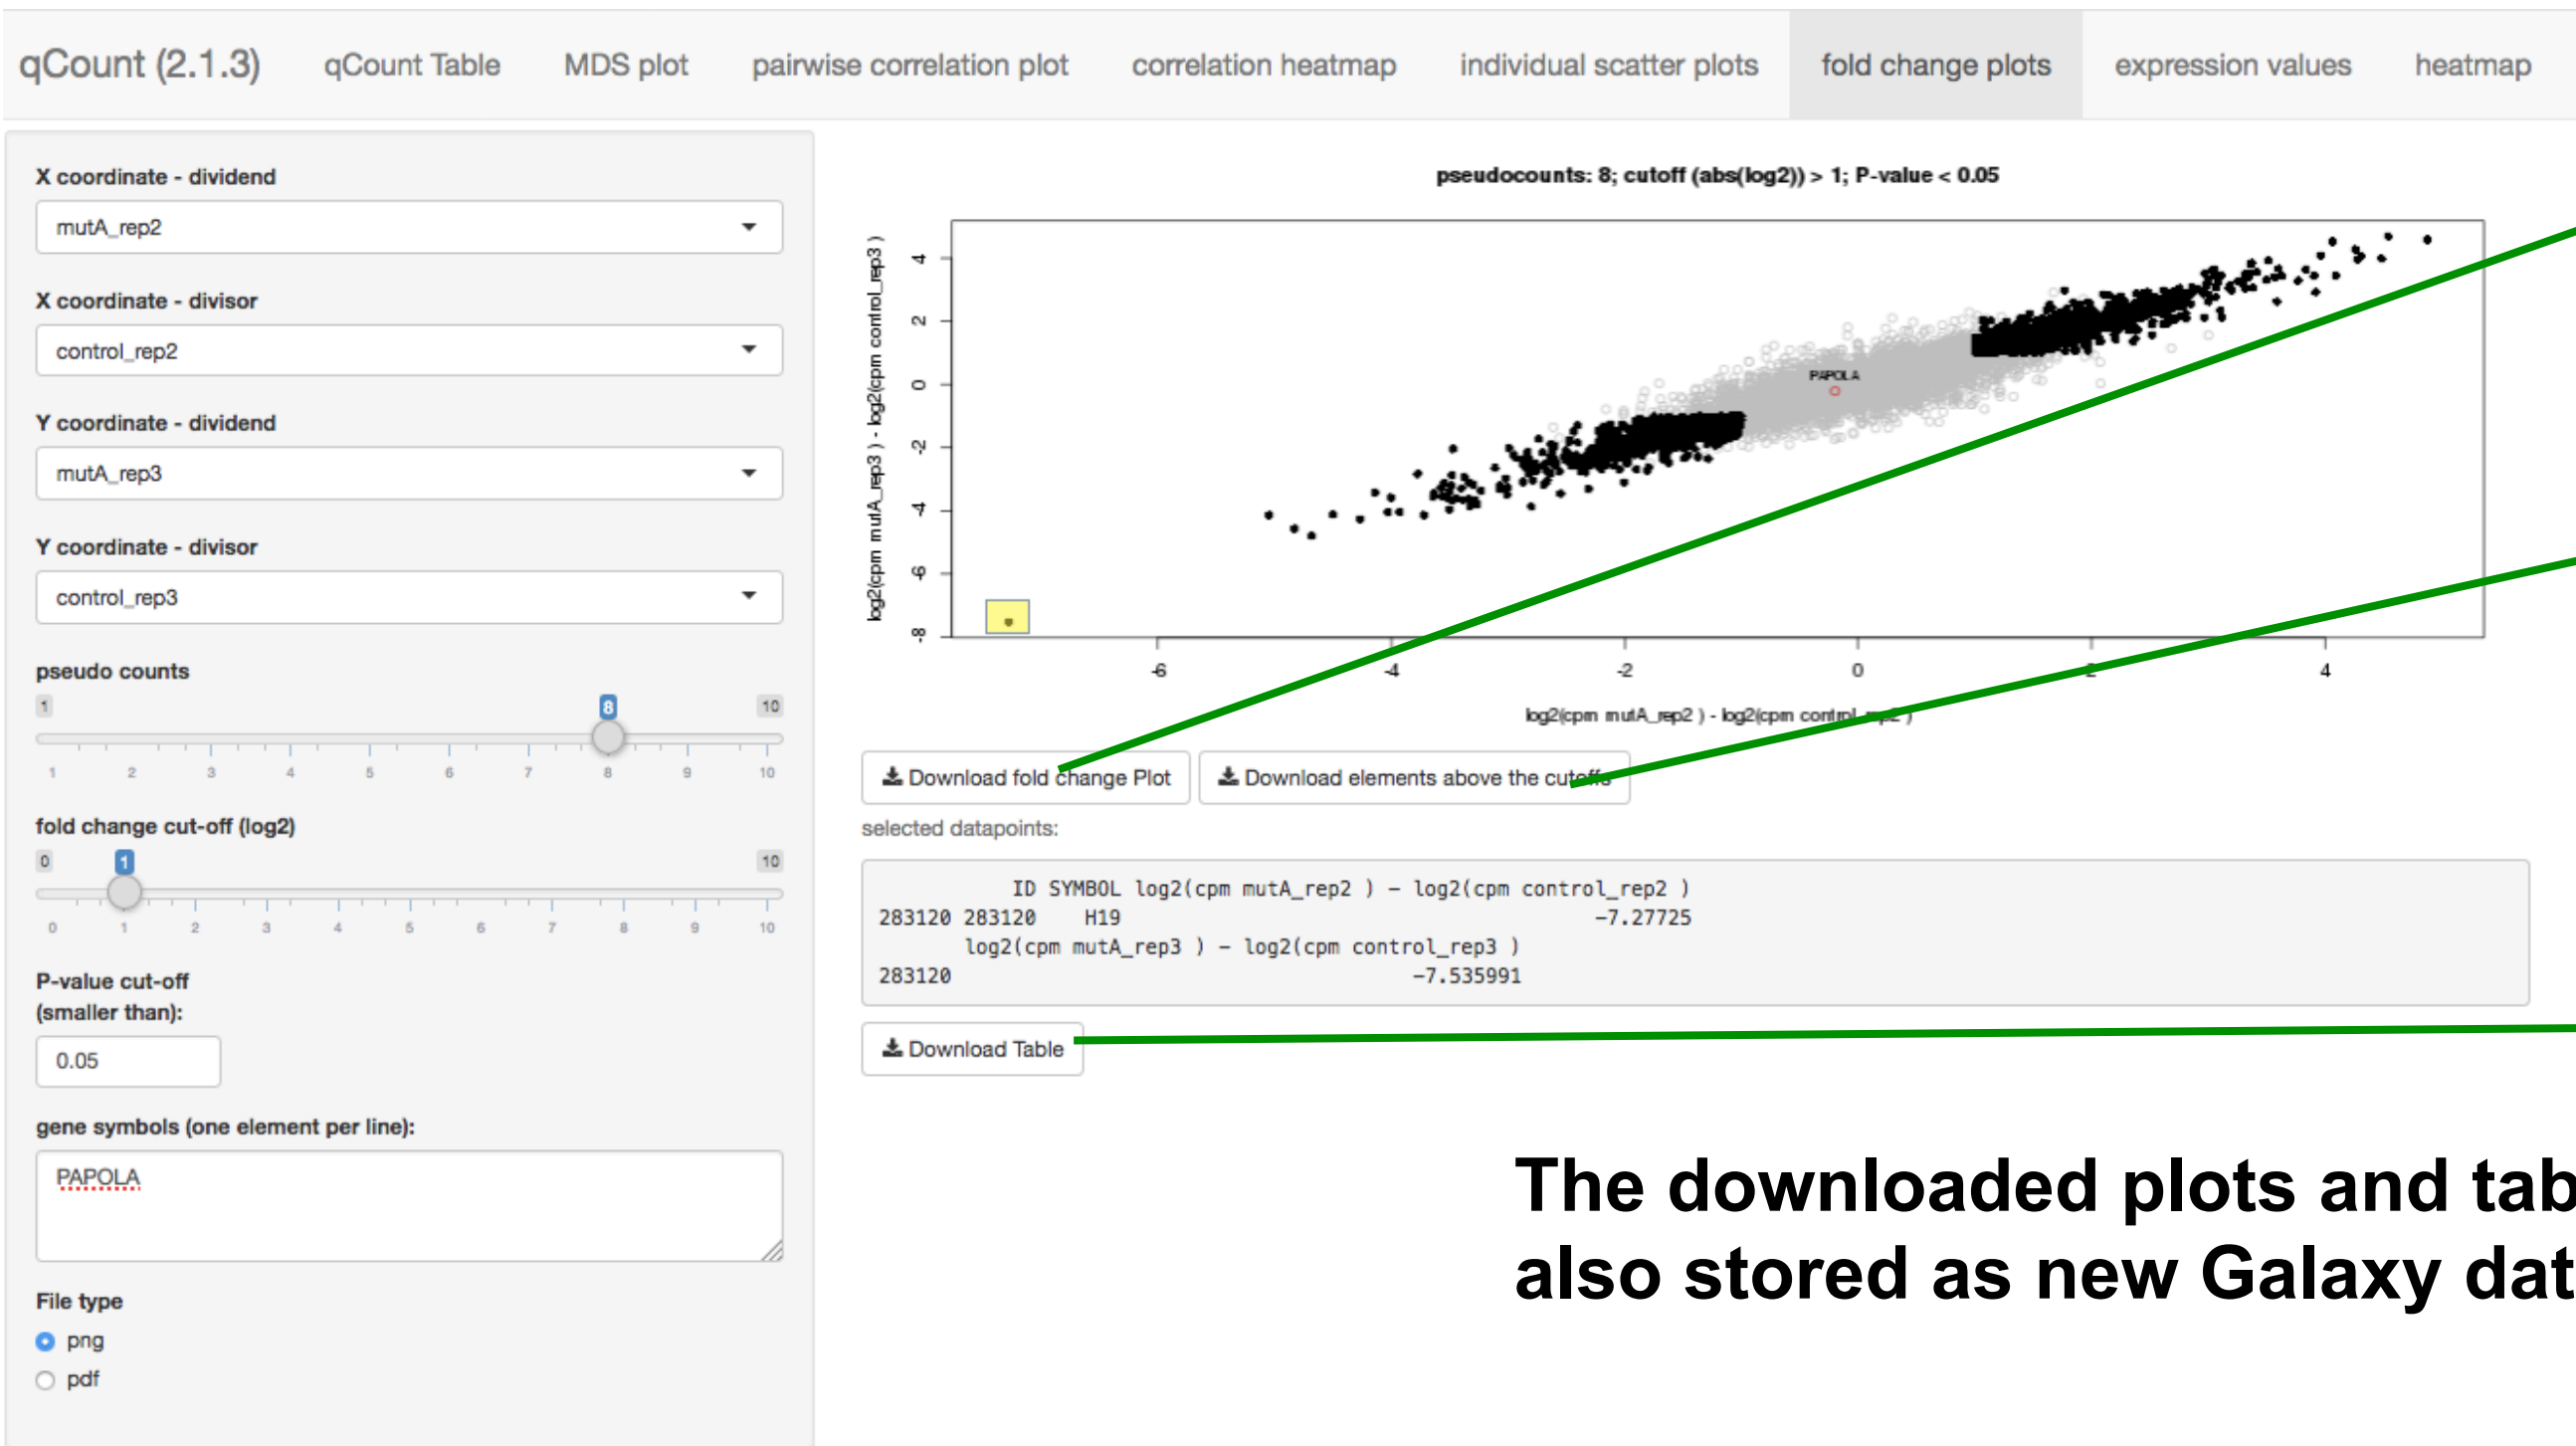 qCount (2.1.3) qCount Table MDS plot pairwise correlation plot correlation heatmap individual scatter plots fold change plots expression values heatmap
X coordinate - dividend
mutA_rep2
X coordinate - divisor
control_rep2
Y coordinate - dividend
mutA_rep3
Y coordinate - divisor
control_rep3
pseudo counts
1 8 10
1 2 3 4 5 6 7 8 9 10
fold change cut-off (log2)
0 1 10
0 1 2 3 4 5 6 7 8 9 10
P-value cut-off
(smaller than):
0.05
gene symbols (one element per line):
PAPOLA
File type
png
pdf
pseudocounts: 8; cutoff (abs(log2)) > 1; P-value < 0.05
log2(cpm mutA_rep3 ) - log2(cpm control_rep3 )
4
2
0
-2
-4
-6
-8
PAPOLA
-6 -4 -2 0 2 4
log2(cpm mutA_rep2 ) - log2(cpm control_rep2 )
Download fold change Plot Download elements above the cutoffs
selected datapoints:
ID SYMBOL log2(cpm mutA_rep2 ) - log2(cpm control_rep2 )
283120 283120 H19 -7.27725
log2(cpm mutA_rep3 ) - log2(cpm control_rep3 )
283120 -7.535991
Download Table
The downloaded plots and tab
also stored as new Galaxy dat